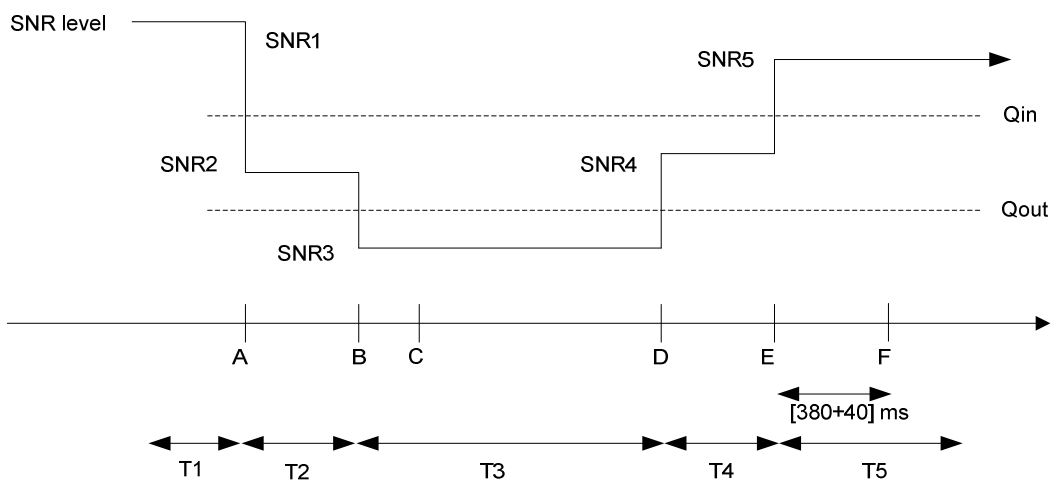 SNR level
SNR1
SNR5
Qin
SNR2
SNR4
Qout
SNR3
A
B
C
D
E
F
[380+40] ms
T1
T2
T3
T4
T5